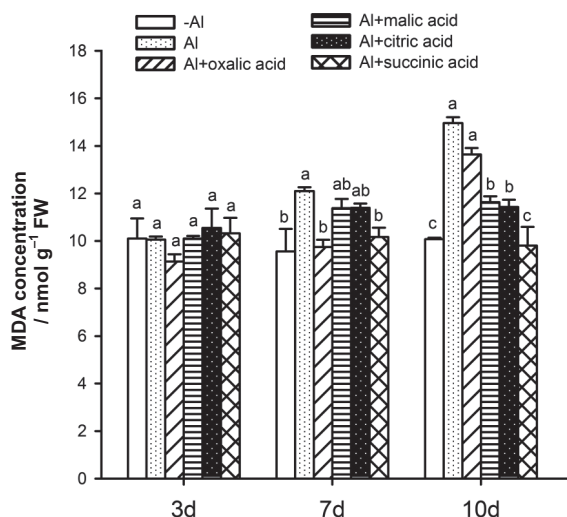 -Al
Al
Al+oxalic acid
Al+malic acid
Al+citric acid
Al+succinic acid
MDA concentration
/ nmol g⁻¹ FW
18
16
14
12
10
8
6
4
2
0
a a a a a a
b a b ab ab b
c a a b b c
3d 7d 10d